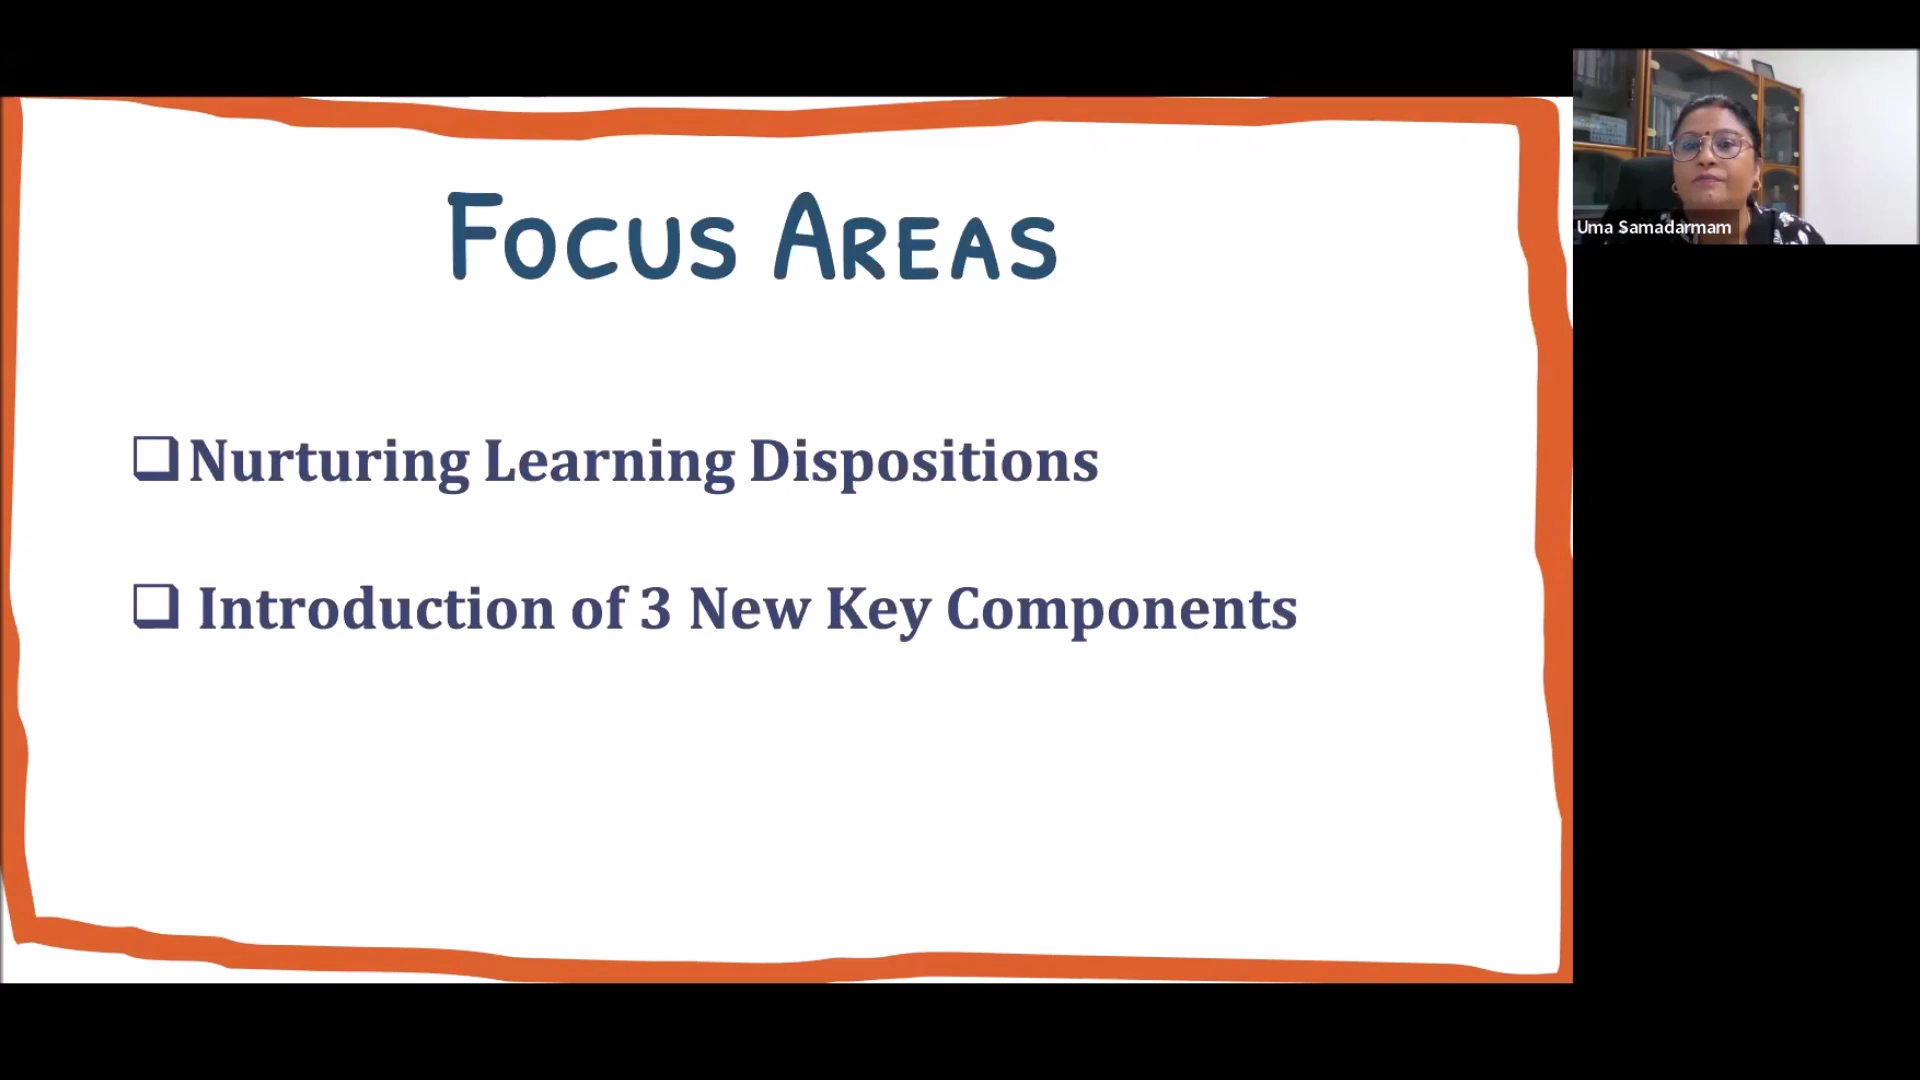 Focus Areas
❑Nurturing Learning Dispositions
❑ Introduction of 3 New Key Components
Uma Samadarmam